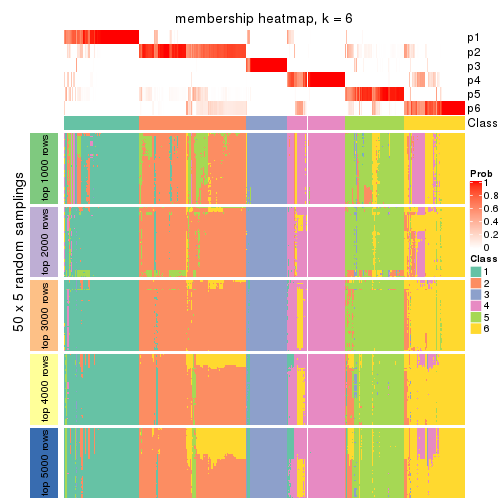 membership heatmap, k = 6
p1
p2
p3
p4
p5
p6
Class
50 x 5 random samplings
top 1000 rows
top 2000 rows
top 3000 rows
top 4000 rows
top 5000 rows
Prob
1
0.8
0.6
0.4
0.2
0
Class
1
2
3
4
5
6